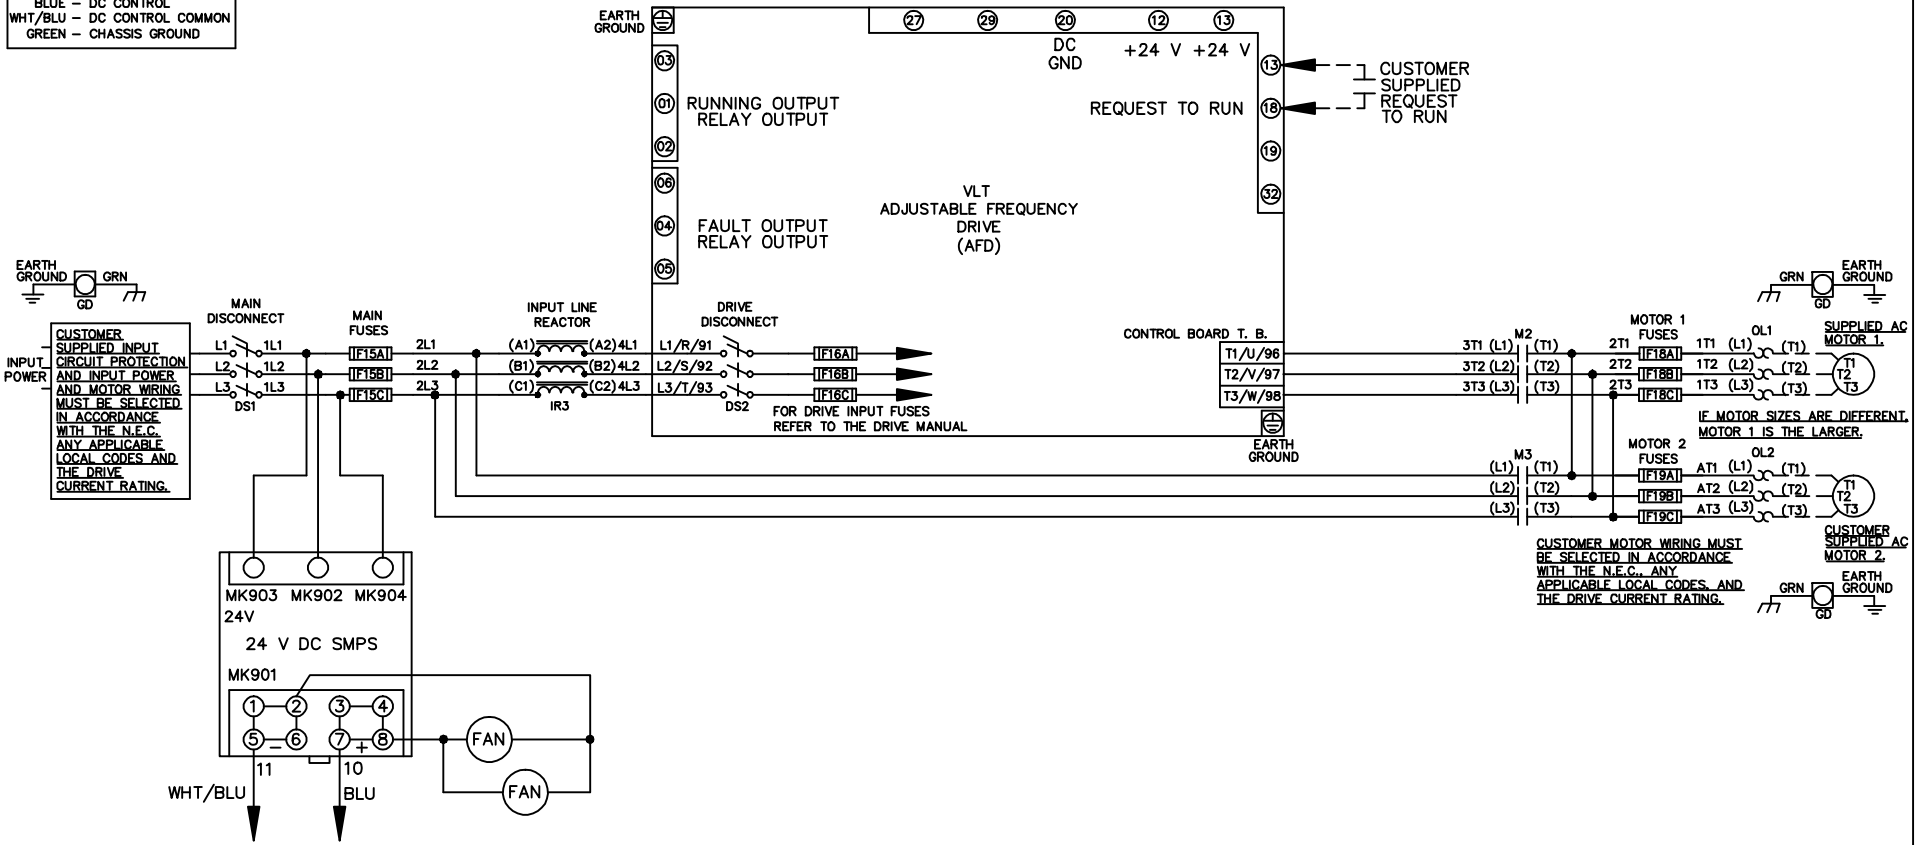 BLUE – DC CONTROL
WHT/BLU – DC CONTROL COMMON
GREEN – CHASSIS GROUND
EARTH
GROUND
27 29 20 12 13
DC
GND
+24 V +24 V
03
01
02
RUNNING OUTPUT
RELAY OUTPUT
06
04
05
FAULT OUTPUT
RELAY OUTPUT
13
REQUEST TO RUN 18
19
32
CUSTOMER
SUPPLIED
REQUEST
TO RUN
VLT
ADJUSTABLE FREQUENCY
DRIVE
(AFD)
EARTH
GROUND
GRN
GD
INPUT
POWER
CUSTOMER
SUPPLIED INPUT
CIRCUIT PROTECTION
AND INPUT POWER
AND MOTOR WIRING
MUST BE SELECTED
IN ACCORDANCE
WITH THE N.E.C.
ANY APPLICABLE
LOCAL CODES AND
THE DRIVE
CURRENT RATING.
MAIN
DISCONNECT
L1 1L1
L2 1L2
L3 1L3
DS1
MAIN
FUSES
F15A
F15B
F15C
2L1
2L2
2L3
INPUT LINE
REACTOR
(A1) (A2) 4L1
(B1) (B2) 4L2
(C1) (C2) 4L3
IR3
DRIVE
DISCONNECT
L1/R/91
L2/S/92
L3/T/93
DS2
F16A
F16B
F16C
FOR DRIVE INPUT FUSES
REFER TO THE DRIVE MANUAL
CONTROL BOARD T. B.
T1/U/96
T2/V/97
T3/W/98
EARTH
GROUND
M2
3T1 (L1) (T1)
3T2 (L2) (T2)
3T3 (L3) (T3)
MOTOR 1
FUSES
2T1 F18A 1T1 (L1) (T1)
2T2 F18B 1T2 (L2) (T2)
2T3 F18C 1T3 (L3) (T3)
OL1
GRN
GD
EARTH
GROUND
SUPPLIED AC
MOTOR 1.
T1
T2
T3
IF MOTOR SIZES ARE DIFFERENT,
MOTOR 1 IS THE LARGER.
M3
(L1) (T1)
(L2) (T2)
(L3) (T3)
MOTOR 2
FUSES
F19A AT1 (L1) (T1)
F19B AT2 (L2) (T2)
F19C AT3 (L3) (T3)
OL2
T1
T2
T3
CUSTOMER
SUPPLIED AC
MOTOR 2.
CUSTOMER MOTOR WIRING MUST
BE SELECTED IN ACCORDANCE
WITH THE N.E.C., ANY
APPLICABLE LOCAL CODES, AND
THE DRIVE CURRENT RATING.
GRN
GD
EARTH
GROUND
MK903 MK902 MK904
24V
24 V DC SMPS
MK901
1 2 3 4
5 – 6 7 + 8
11 10
WHT/BLU BLU
FAN
FAN